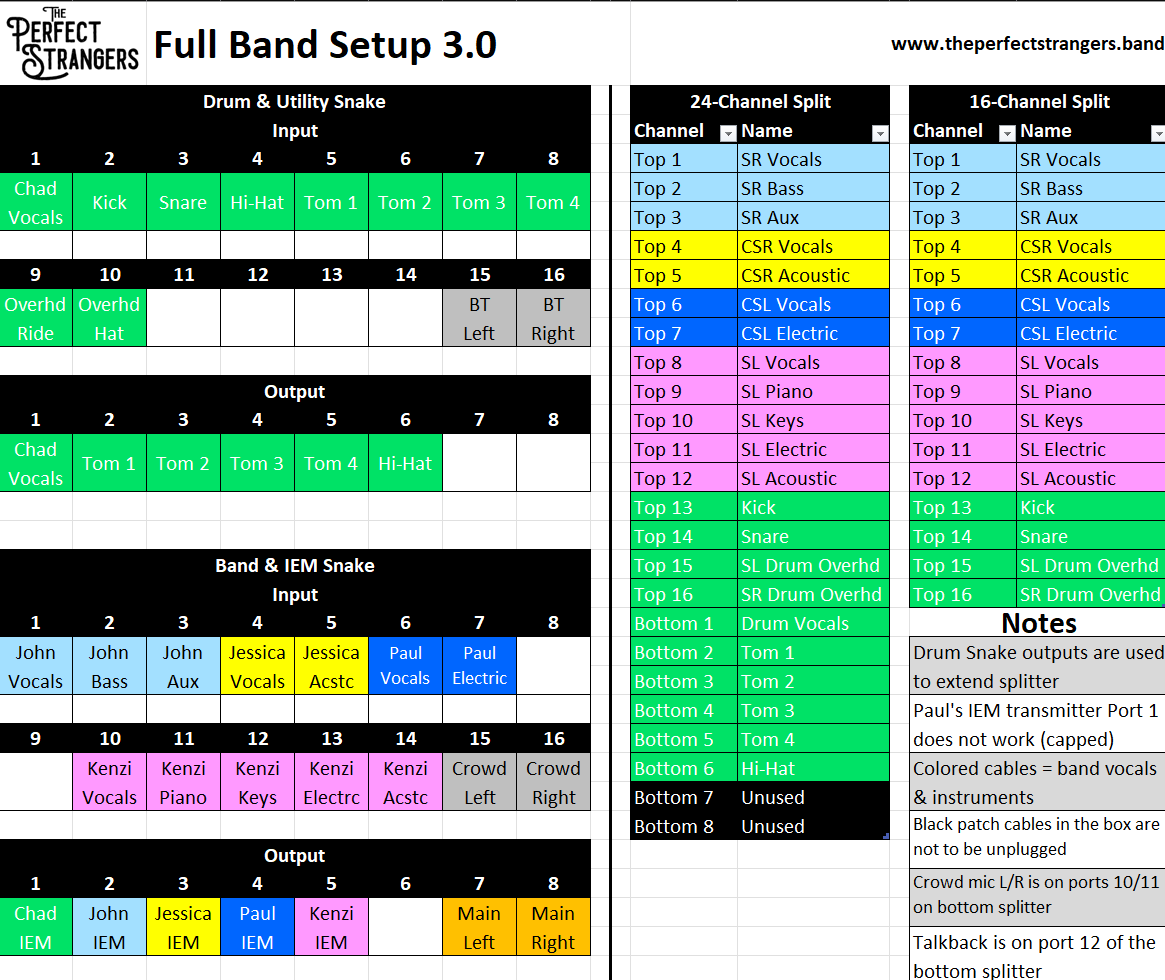 THE
PERFECT
STRANGERS
Full Band Setup 3.0
www.theperfectstrangers.band
Drum & Utility Snake
Input
1 2 3 4 5 6 7 8
Chad Vocals Kick Snare Hi-Hat Tom 1 Tom 2 Tom 3 Tom 4
9 10 11 12 13 14 15 16
Overhd Ride Overhd Hat BT Left BT Right
Output
1 2 3 4 5 6 7 8
Chad Vocals Tom 1 Tom 2 Tom 3 Tom 4 Hi-Hat
Band & IEM Snake
Input
1 2 3 4 5 6 7 8
John Vocals John Bass John Aux Jessica Vocals Jessica Acstc Paul Vocals Paul Electric
9 10 11 12 13 14 15 16
Kenzi Vocals Kenzi Piano Kenzi Keys Kenzi Electrc Kenzi Acstc Crowd Left Crowd Right
Output
1 2 3 4 5 6 7 8
Chad IEM John IEM Jessica IEM Paul IEM Kenzi IEM Main Left Main Right
24-Channel Split
Channel Name
Top 1 SR Vocals
Top 2 SR Bass
Top 3 SR Aux
Top 4 CSR Vocals
Top 5 CSR Acoustic
Top 6 CSL Vocals
Top 7 CSL Electric
Top 8 SL Vocals
Top 9 SL Piano
Top 10 SL Keys
Top 11 SL Electric
Top 12 SL Acoustic
Top 13 Kick
Top 14 Snare
Top 15 SL Drum Overhd
Top 16 SR Drum Overhd
Bottom 1 Drum Vocals
Bottom 2 Tom 1
Bottom 3 Tom 2
Bottom 4 Tom 3
Bottom 5 Tom 4
Bottom 6 Hi-Hat
Bottom 7 Unused
Bottom 8 Unused
16-Channel Split
Channel Name
Top 1 SR Vocals
Top 2 SR Bass
Top 3 SR Aux
Top 4 CSR Vocals
Top 5 CSR Acoustic
Top 6 CSL Vocals
Top 7 CSL Electric
Top 8 SL Vocals
Top 9 SL Piano
Top 10 SL Keys
Top 11 SL Electric
Top 12 SL Acoustic
Top 13 Kick
Top 14 Snare
Top 15 SL Drum Overhd
Top 16 SR Drum Overhd
Notes
Drum Snake outputs are used
to extend splitter
Paul's IEM transmitter Port 1
does not work (capped)
Colored cables = band vocals
& instruments
Black patch cables in the box are
not to be unplugged
Crowd mic L/R is on ports 10/11
on bottom splitter
Talkback is on port 12 of the
bottom splitter